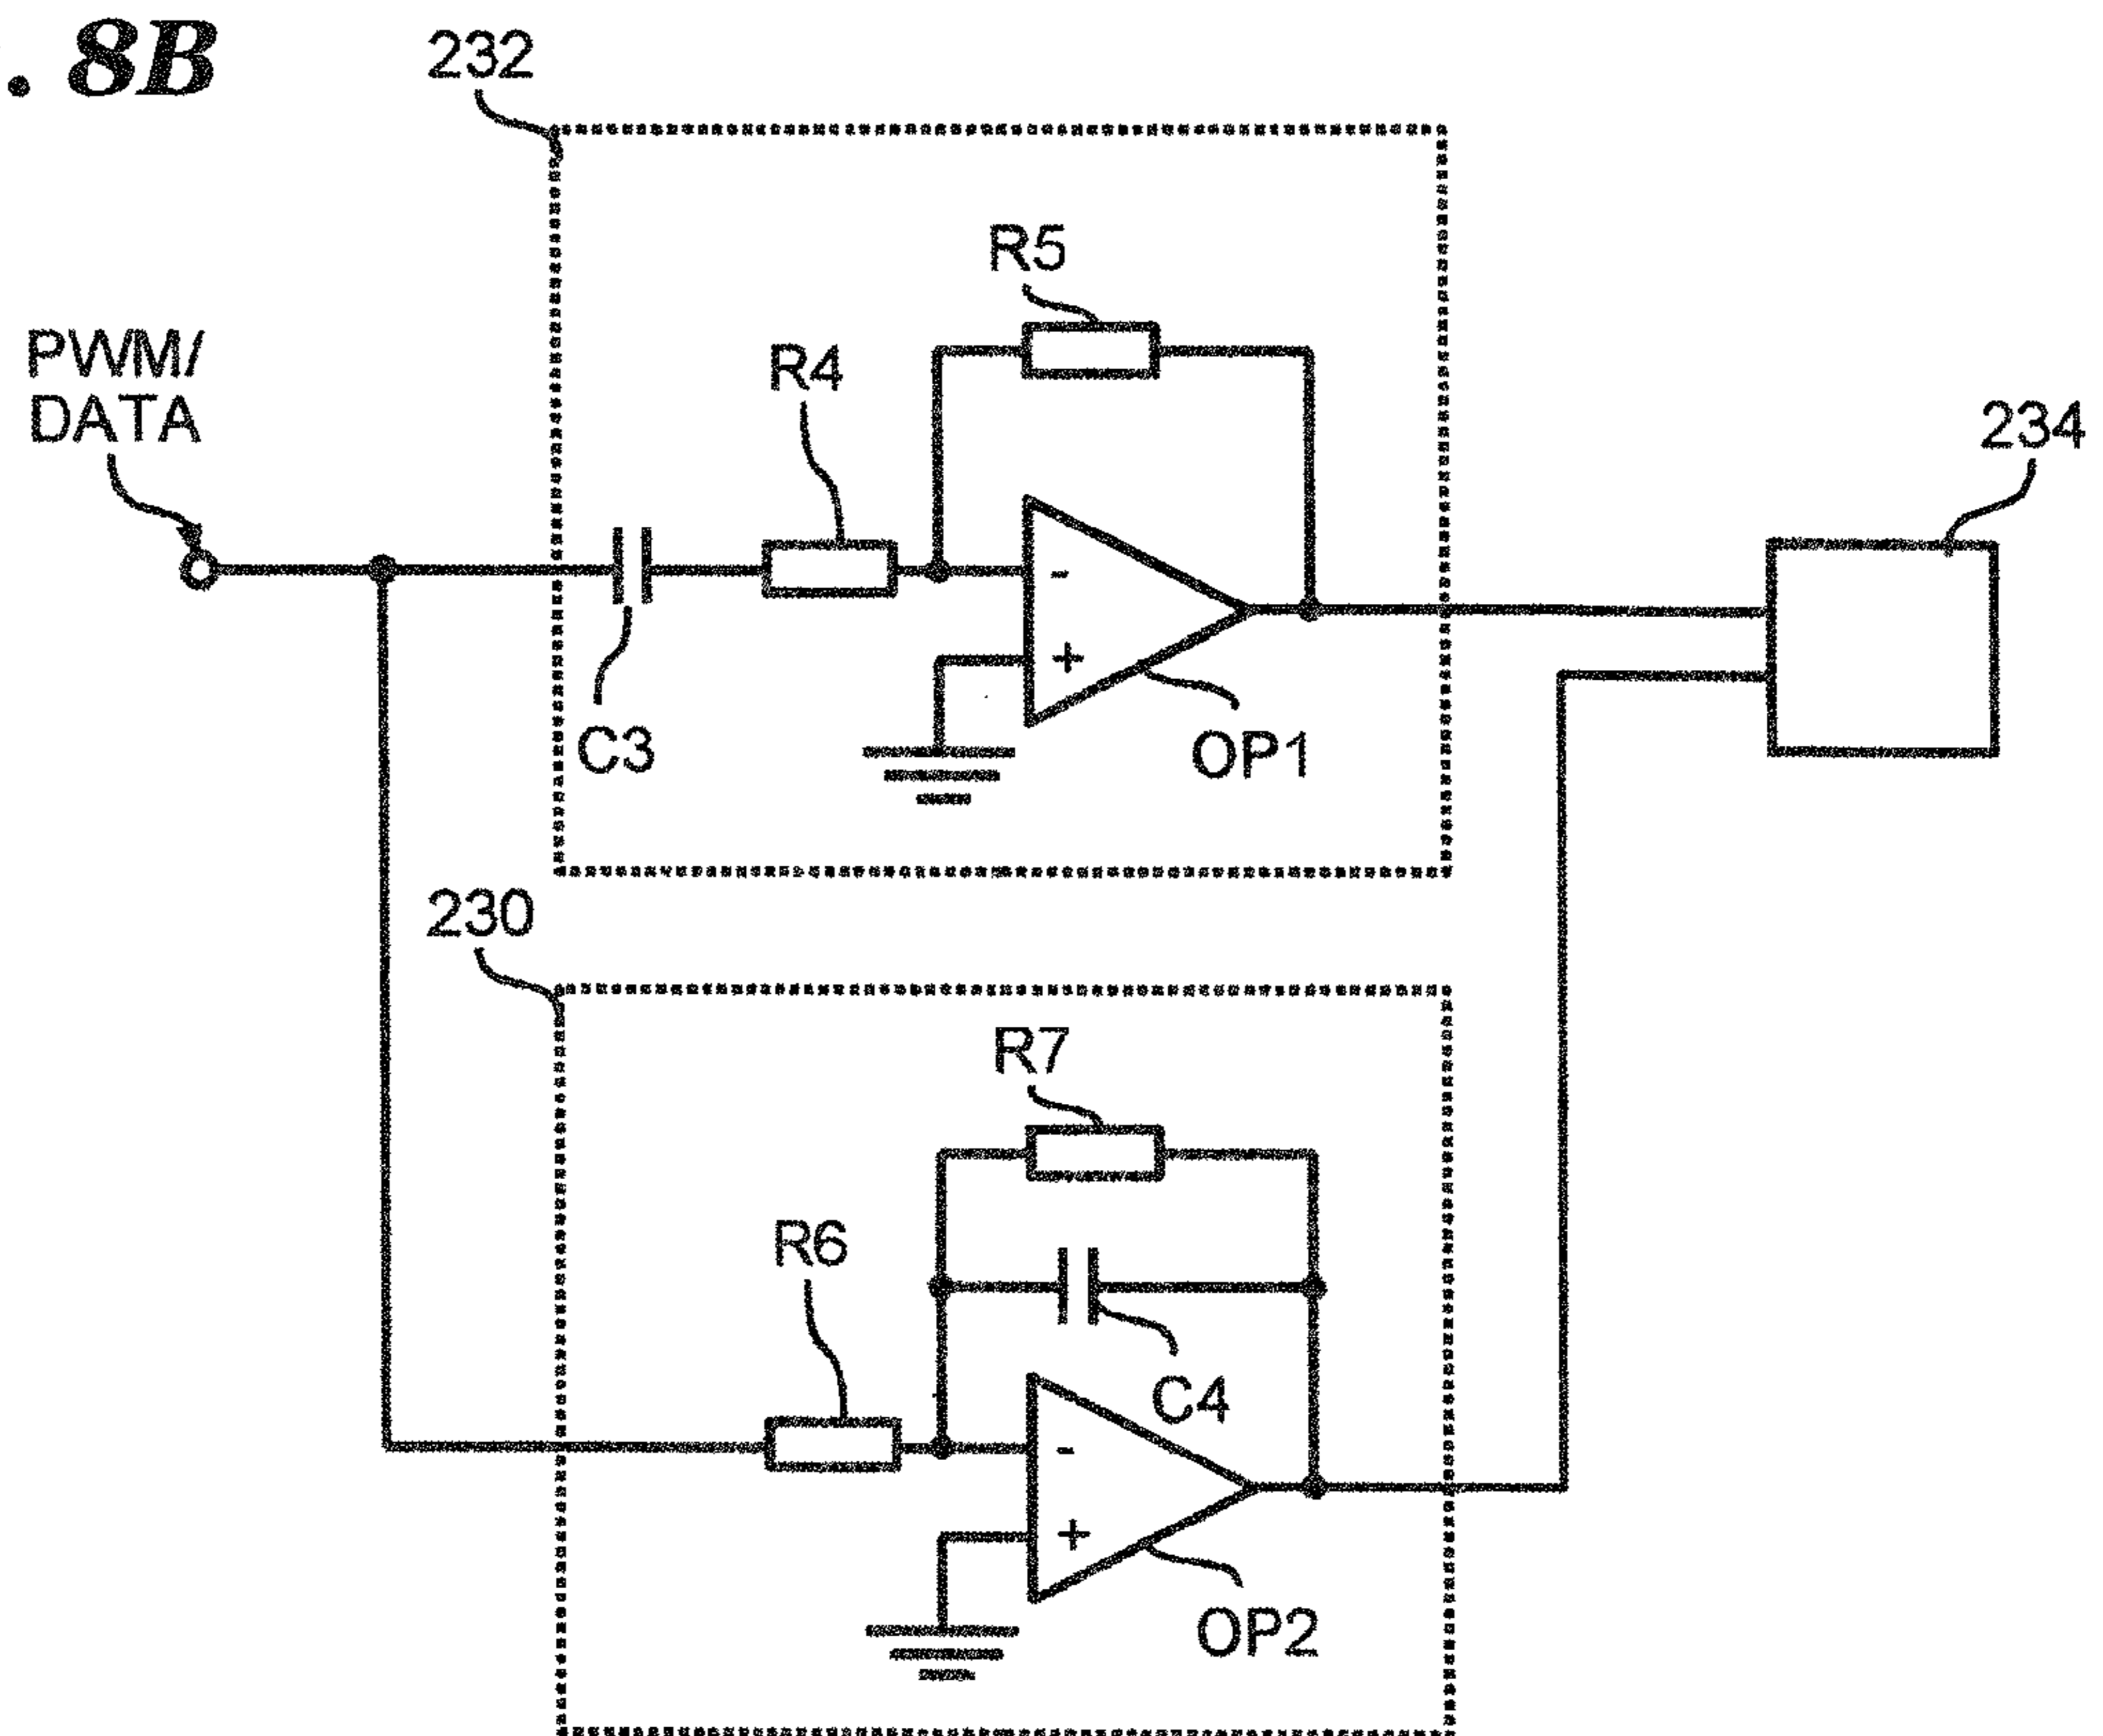 . 8B
232
R5
PWM/
DATA
R4
234
-
+
C3
OP1
230
R7
R6
C4
-
+
OP2